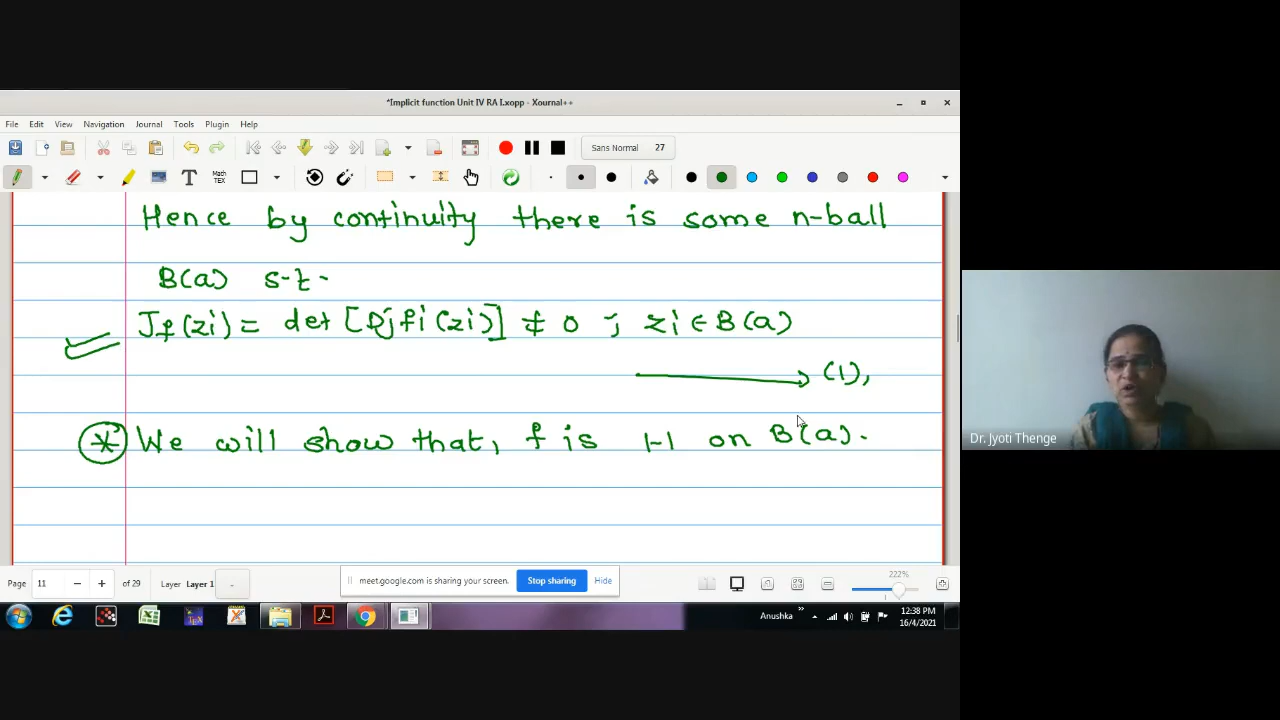 *Implicit function Unit IV RA I.xopp - Xournal++
File Edit View Navigation Journal Tools Plugin Help
Sans Normal 27
Math TEX
Hence by continuity there is some n-ball
B(a) s.t.
Jf(zi) = det [Djfi(zi)] ≠ 0 ; zi ∈ B(a)
(1),
* We will show that, f is 1-1 on B(a).
Dr. Jyoti Thenge
Page 11 of 29 Layer Layer 1
meet.google.com is sharing your screen. Stop sharing Hide
222%
Anushka
12:38 PM
16/4/2021